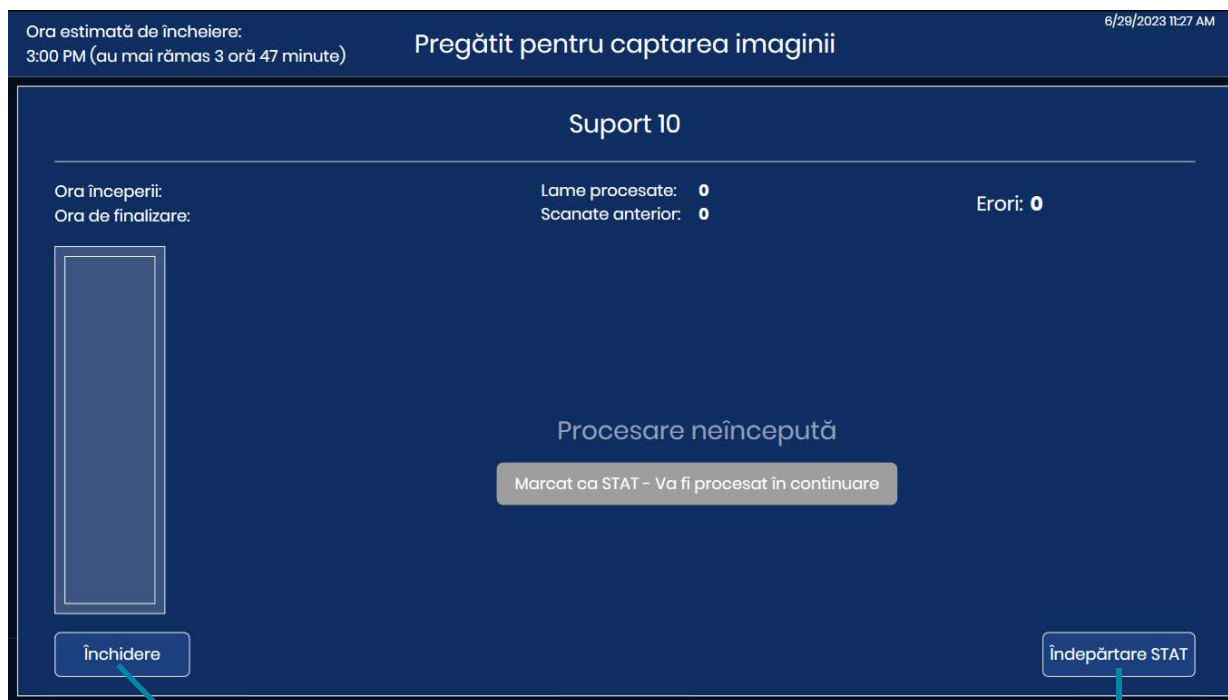 Ora estimată de încheiere:
3:00 PM (au mai rămas 3 oră 47 minute)
Pregătit pentru captarea imaginii
6/29/2023 11:27 AM
Suport 10
Ora începerii:
Ora de finalizare:
Lame procesate: 0
Scanate anterior: 0
Erori: 0
Procesare neîncepută
Marcat ca STAT - Va fi procesat în continuare
Închidere
Îndepărtare STAT